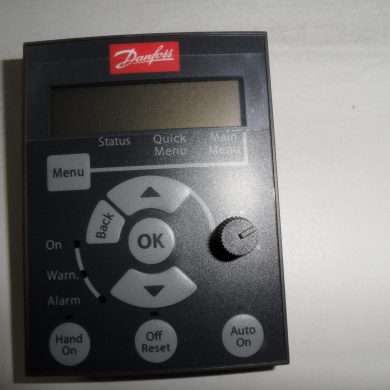 Danfoss
Status Quick Menu Main Menu
Menu
Back
OK
On
Warn.
Alarm
Hand On
Off Reset
Auto On